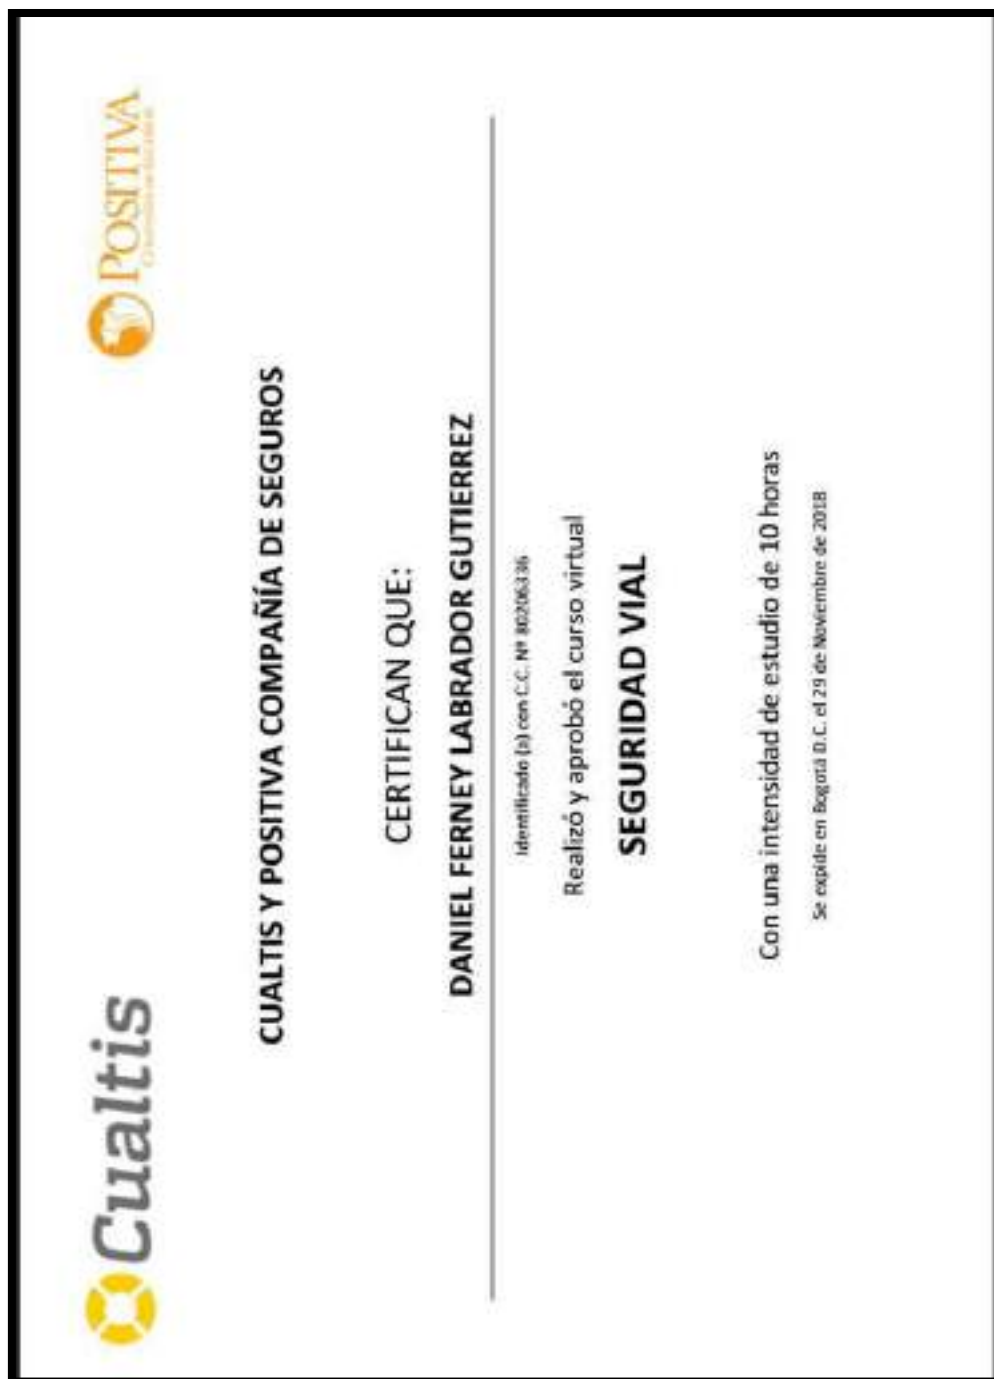 Cualtis
POSITIVA
CUALTIS Y POSITIVA COMPAÑÍA DE SEGUROS
CERTIFICAN QUE:
DANIEL FERNEY LABRADOR GUTIERREZ
Identificado (a) con C.C. Nº 80206336
Realizó y aprobó el curso virtual
SEGURIDAD VIAL
Con una intensidad de estudio de 10 horas
Se expide en Bogotá D.C. el 29 de Noviembre de 2018